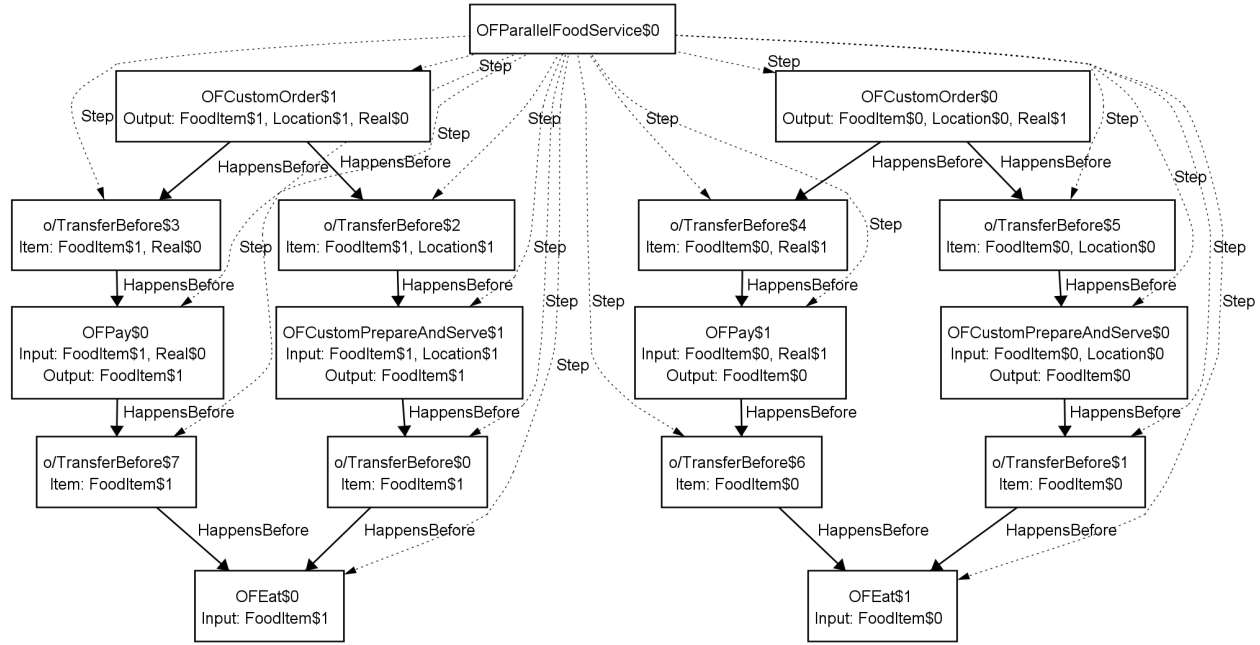 OFParallelFoodService$0
Step
Step
OFCustomOrder$1
Output: FoodItem$1, Location$1, Real$0
OFCustomOrder$0
Output: FoodItem$0, Location$0, Real$1
Step
Step
Step
Step
Step
HappensBefore
HappensBefore
HappensBefore
HappensBefore
Step
o/TransferBefore$3
Item: FoodItem$1, Real$0
o/TransferBefore$2
Item: FoodItem$1, Location$1
o/TransferBefore$4
Item: FoodItem$0, Real$1
o/TransferBefore$5
Item: FoodItem$0, Location$0
Step
Step
Step
Step
HappensBefore
HappensBefore
HappensBefore
HappensBefore
Step
Step
Step
OFPay$0
Input: FoodItem$1, Real$0
Output: FoodItem$1
OFCustomPrepareAndServe$1
Input: FoodItem$1, Location$1
Output: FoodItem$1
OFPay$1
Input: FoodItem$0, Real$1
Output: FoodItem$0
OFCustomPrepareAndServe$0
Input: FoodItem$0, Location$0
Output: FoodItem$0
Step
HappensBefore
HappensBefore
HappensBefore
HappensBefore
o/TransferBefore$7
Item: FoodItem$1
o/TransferBefore$0
Item: FoodItem$1
o/TransferBefore$6
Item: FoodItem$0
o/TransferBefore$1
Item: FoodItem$0
HappensBefore
HappensBefore
HappensBefore
HappensBefore
OFEat$0
Input: FoodItem$1
OFEat$1
Input: FoodItem$0